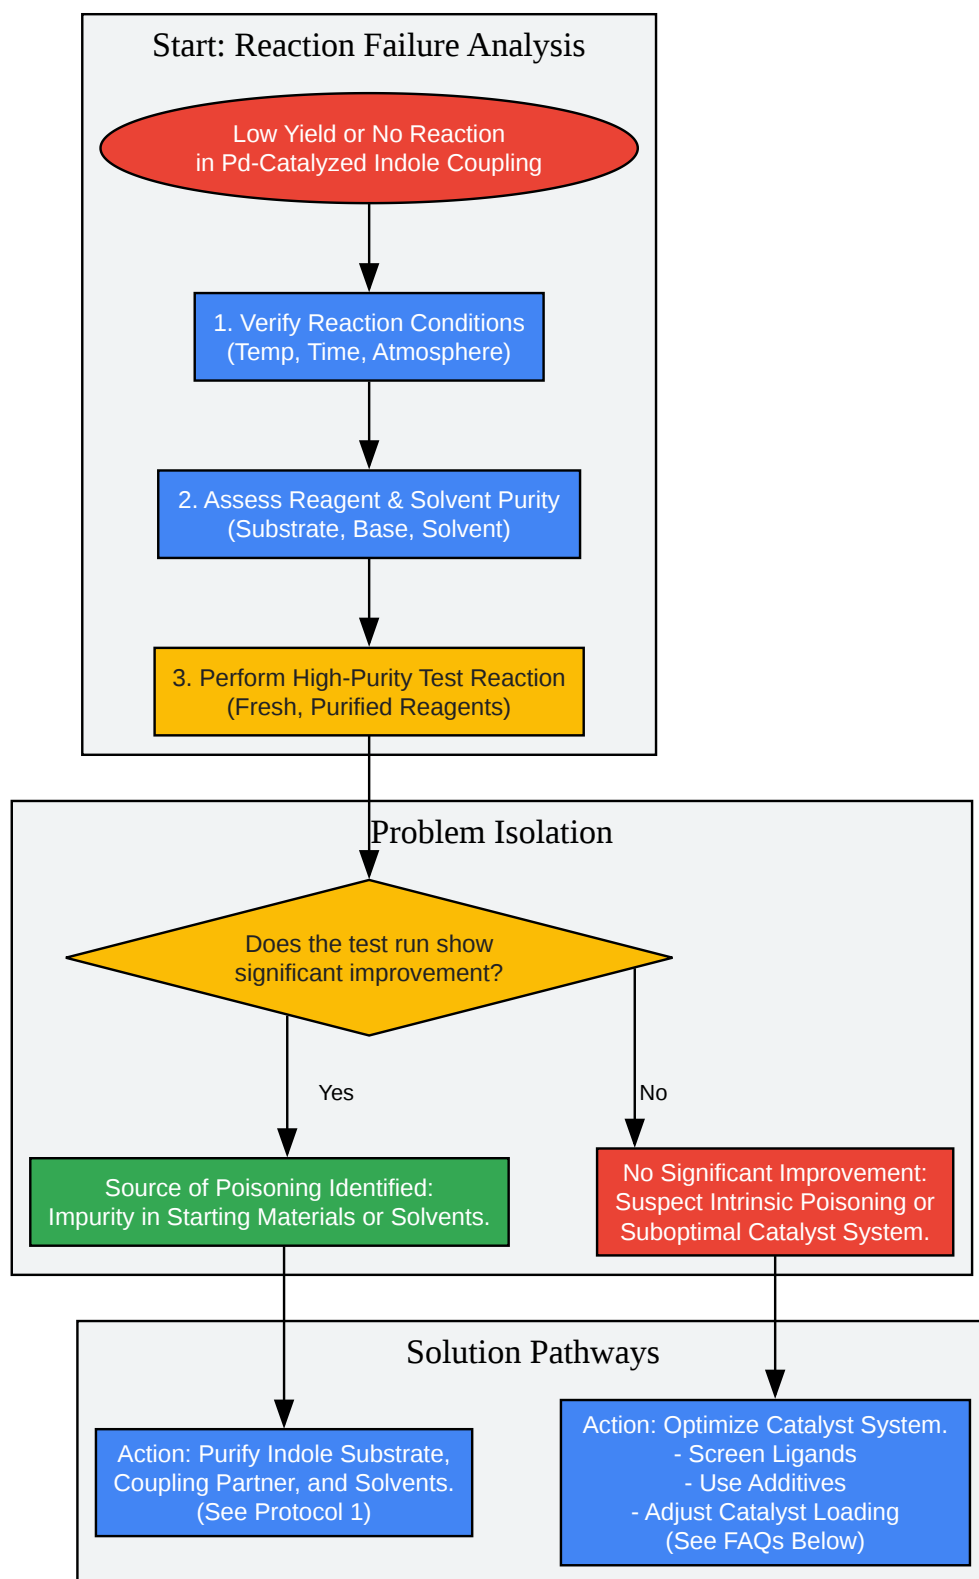 Start: Reaction Failure Analysis
Low Yield or No Reaction
in Pd-Catalyzed Indole Coupling
1. Verify Reaction Conditions
(Temp, Time, Atmosphere)
2. Assess Reagent & Solvent Purity
(Substrate, Base, Solvent)
3. Perform High-Purity Test Reaction
(Fresh, Purified Reagents)
Problem Isolation
Does the test run show
significant improvement?
Yes
No
Source of Poisoning Identified:
Impurity in Starting Materials or Solvents.
No Significant Improvement:
Suspect Intrinsic Poisoning or
Suboptimal Catalyst System.
Solution Pathways
Action: Purify Indole Substrate,
Coupling Partner, and Solvents.
(See Protocol 1)
Action: Optimize Catalyst System.
- Screen Ligands
- Use Additives
- Adjust Catalyst Loading
(See FAQs Below)